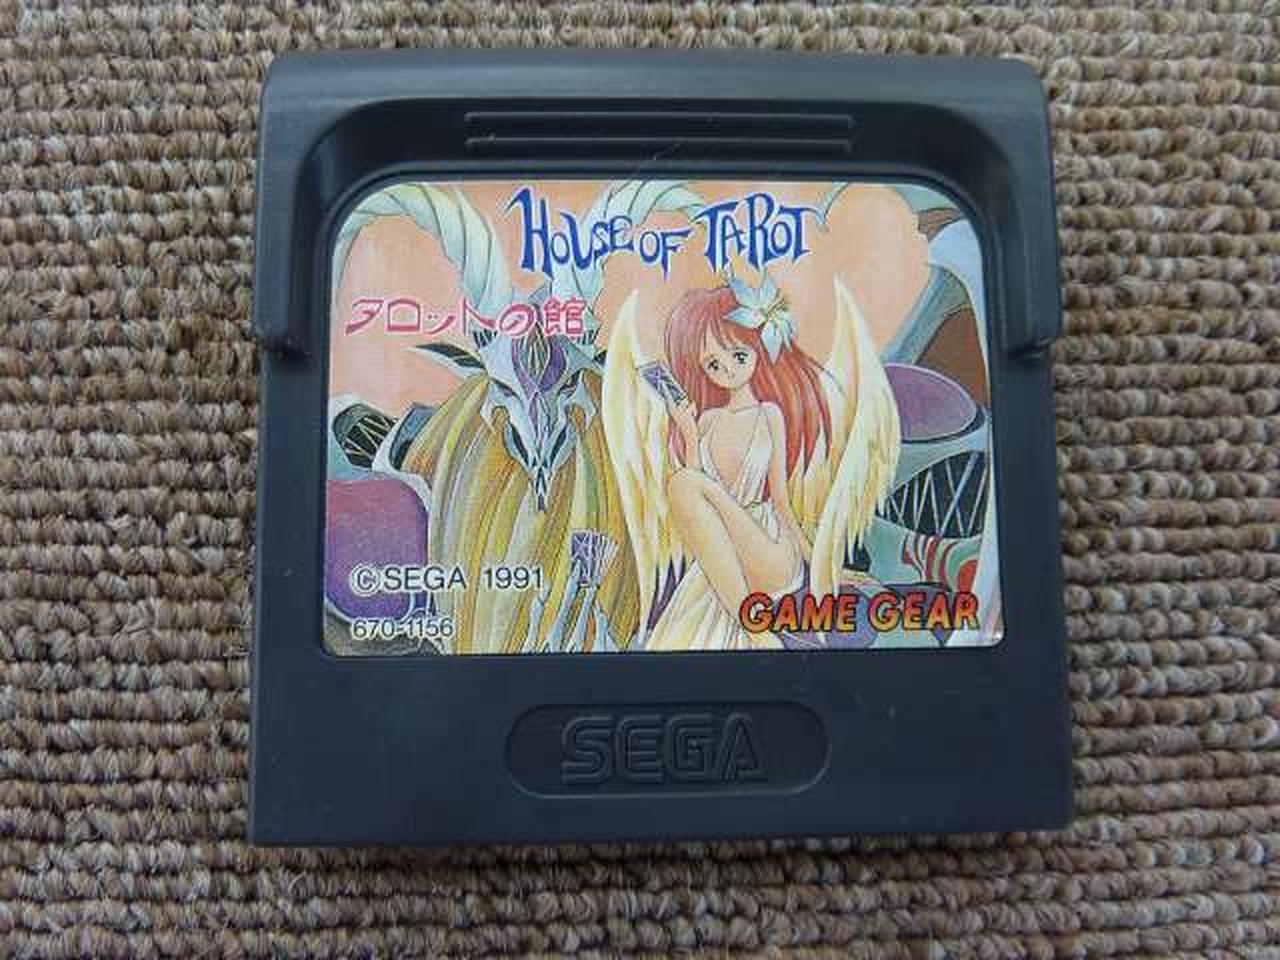 HOUSE OF TAROT
タロットの館
©SEGA 1991
670-1156
GAME GEAR
SEGA